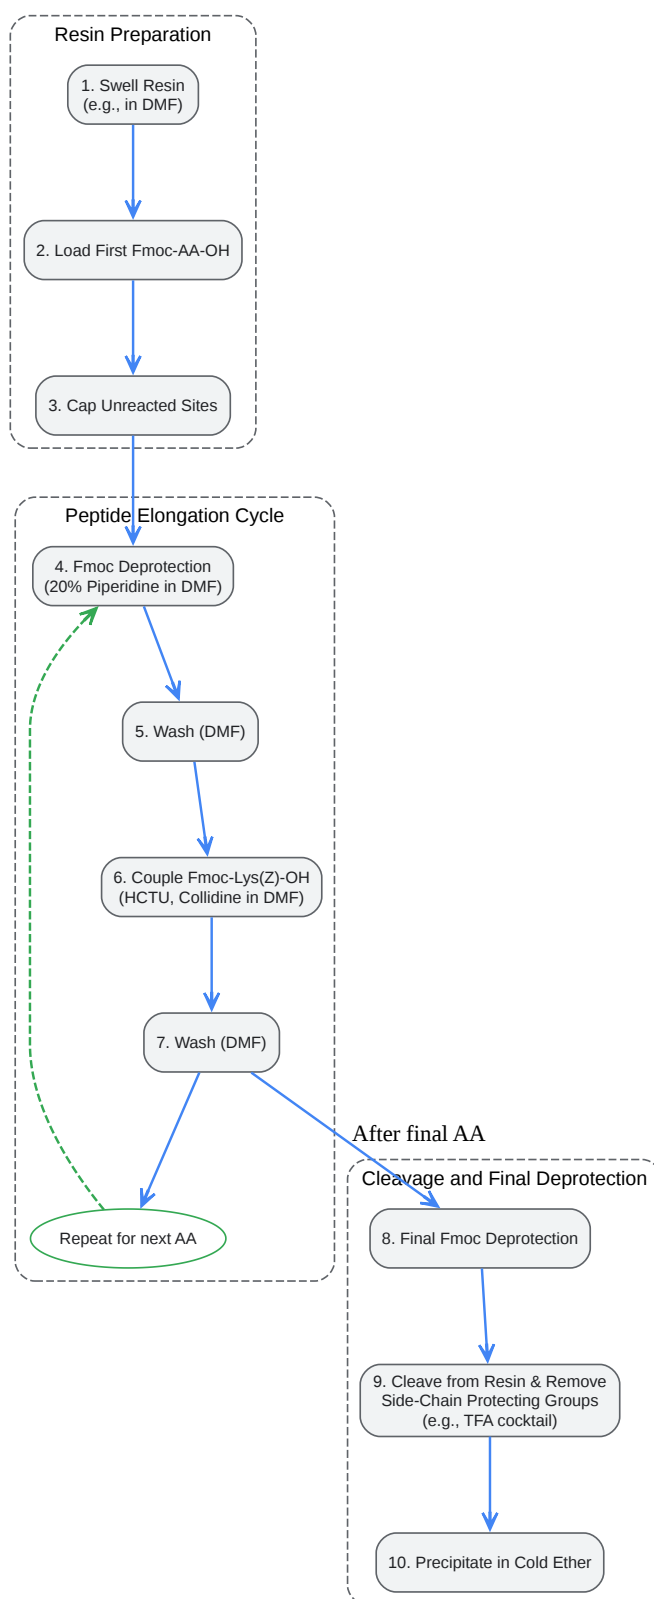 Resin Preparation
1. Swell Resin
(e.g., in DMF)
2. Load First Fmoc-AA-OH
3. Cap Unreacted Sites
Peptide Elongation Cycle
4. Fmoc Deprotection
(20% Piperidine in DMF)
5. Wash (DMF)
6. Couple Fmoc-Lys(Z)-OH
(HCTU, Collidine in DMF)
7. Wash (DMF)
Repeat for next AA
After final AA
Cleavage and Final Deprotection
8. Final Fmoc Deprotection
9. Cleave from Resin & Remove
Side-Chain Protecting Groups
(e.g., TFA cocktail)
10. Precipitate in Cold Ether